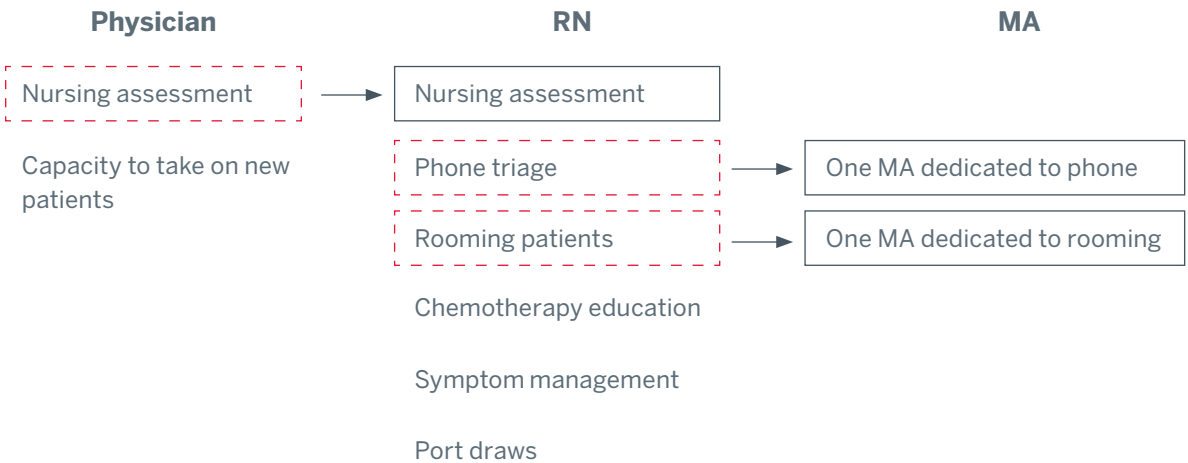 Physician
RN
MA
Nursing assessment
Nursing assessment
Capacity to take on new
patients
Phone triage
One MA dedicated to phone
Rooming patients
One MA dedicated to rooming
Chemotherapy education
Symptom management
Port draws